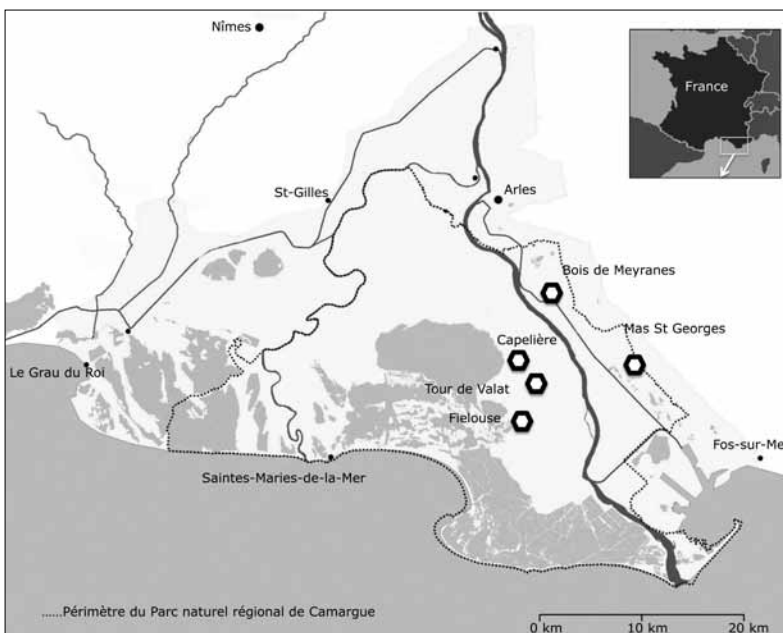 Nîmes
France
St-Gilles
Arles
Bois de Meyranes
Mas St Georges
Capelière
Le Grau du Roi
Tour de Valat
Fielouse
Fos-sur-Me
Saintes-Maries-de-la-Mer
......Périmètre du Parc naturel régional de Camargue
0 km 10 km 20 km